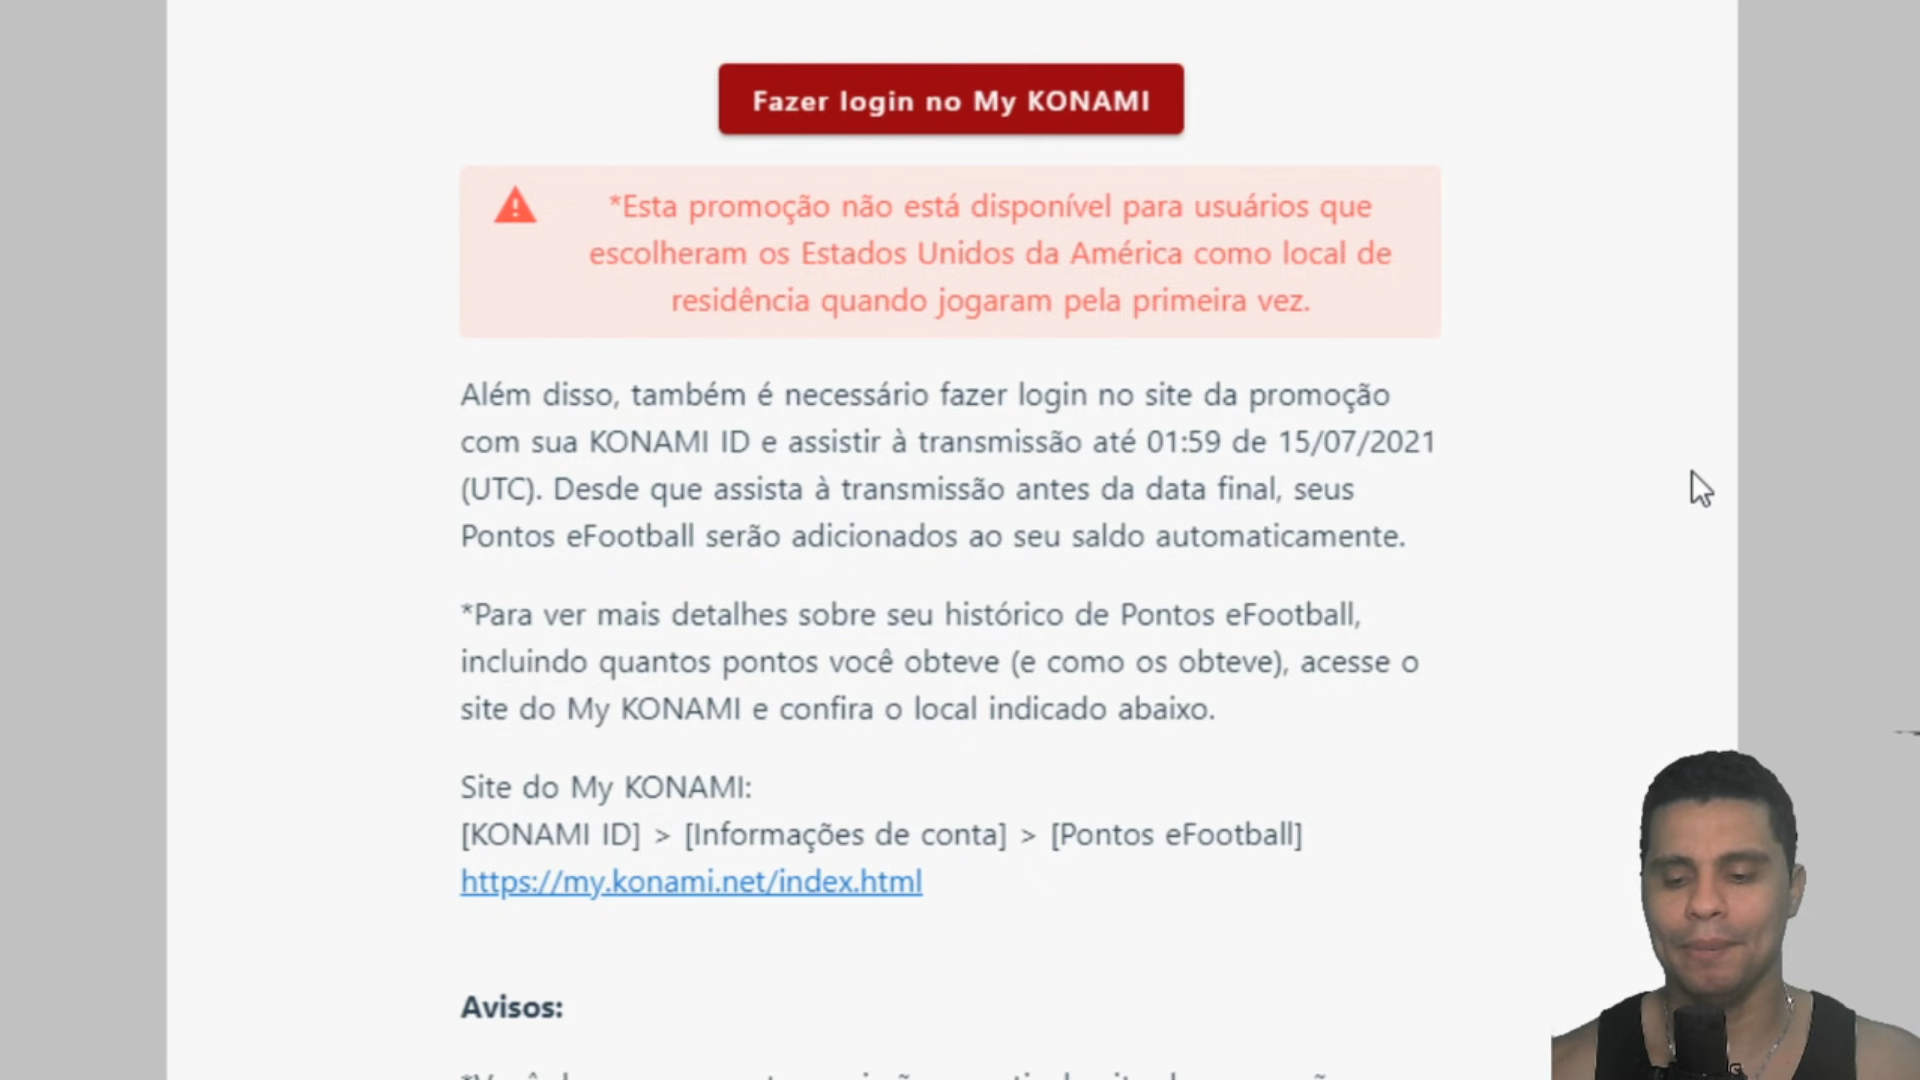 Fazer login no My KONAMI
*Esta promoção não está disponível para usuários que
escolheram os Estados Unidos da América como local de
residência quando jogaram pela primeira vez.
Além disso, também é necessário fazer login no site da promoção
com sua KONAMI ID e assistir à transmissão até 01:59 de 15/07/2021
(UTC). Desde que assista à transmissão antes da data final, seus
Pontos eFootball serão adicionados ao seu saldo automaticamente.
*Para ver mais detalhes sobre seu histórico de Pontos eFootball,
incluindo quantos pontos você obteve (e como os obteve), acesse o
site do My KONAMI e confira o local indicado abaixo.
Site do My KONAMI:
[KONAMI ID] > [Informações de conta] > [Pontos eFootball]
https://my.konami.net/index.html
Avisos: